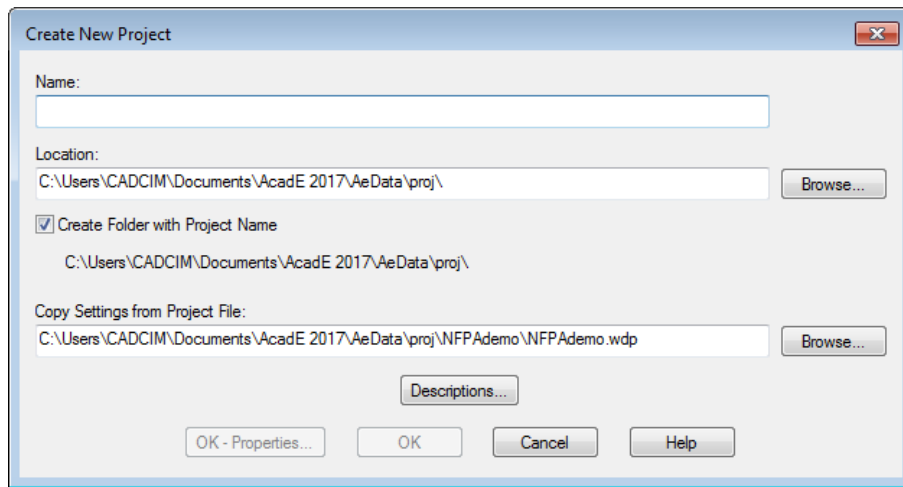 Create New Project
Name:
Location:
C:\Users\CADCIM\Documents\AcadE 2017\AeData\proj\
Browse...
Create Folder with Project Name
C:\Users\CADCIM\Documents\AcadE 2017\AeData\proj\
Copy Settings from Project File:
C:\Users\CADCIM\Documents\AcadE 2017\AeData\proj\NFPAdemo\NFPAdemo.wdp
Browse...
Descriptions...
OK - Properties...
OK
Cancel
Help